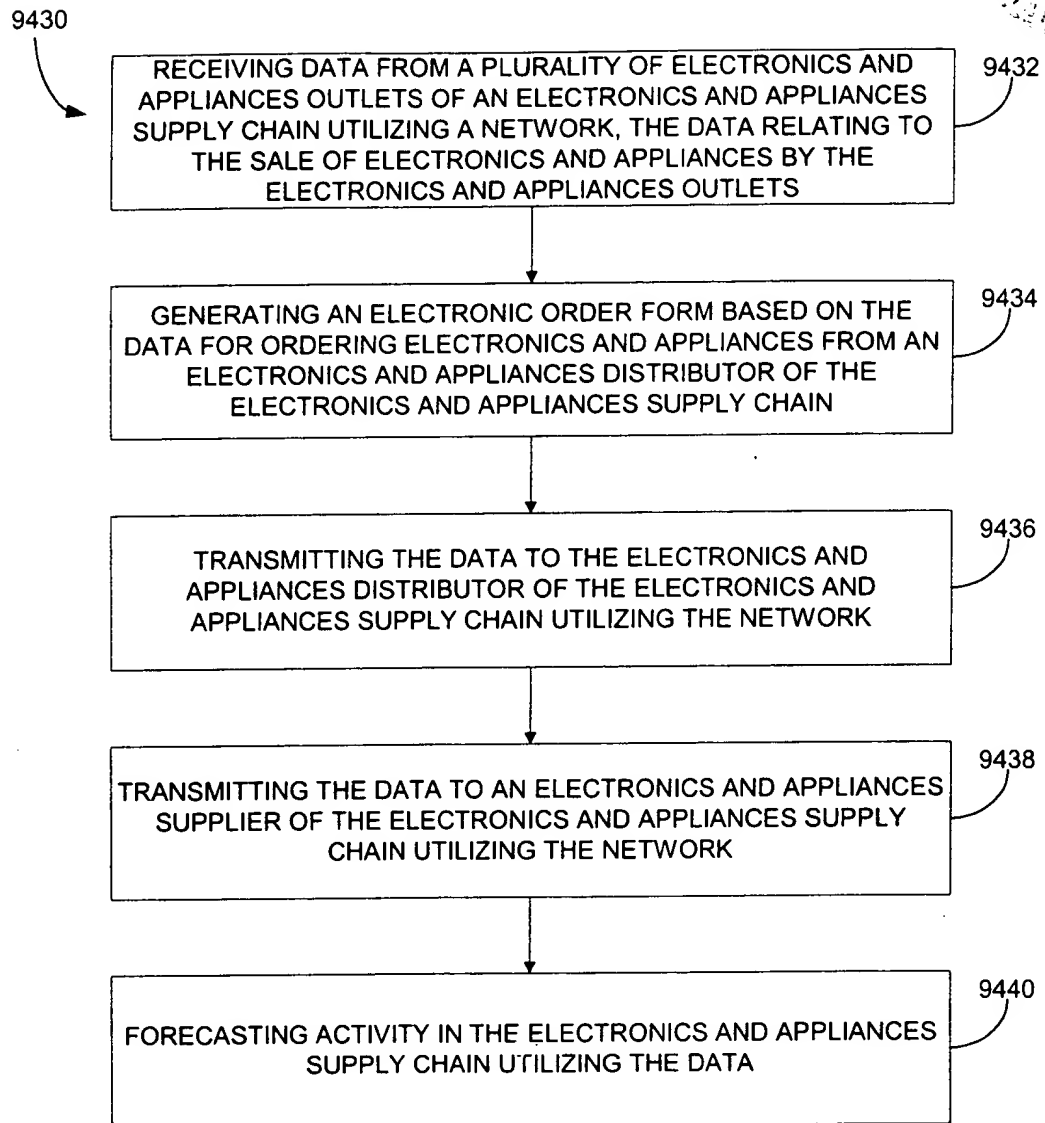 9430
RECEIVING DATA FROM A PLURALITY OF ELECTRONICS AND
APPLIANCES OUTLETS OF AN ELECTRONICS AND APPLIANCES
SUPPLY CHAIN UTILIZING A NETWORK, THE DATA RELATING TO
THE SALE OF ELECTRONICS AND APPLIANCES BY THE
ELECTRONICS AND APPLIANCES OUTLETS
9432
GENERATING AN ELECTRONIC ORDER FORM BASED ON THE
DATA FOR ORDERING ELECTRONICS AND APPLIANCES FROM AN
ELECTRONICS AND APPLIANCES DISTRIBUTOR OF THE
ELECTRONICS AND APPLIANCES SUPPLY CHAIN
9434
TRANSMITTING THE DATA TO THE ELECTRONICS AND
APPLIANCES DISTRIBUTOR OF THE ELECTRONICS AND
APPLIANCES SUPPLY CHAIN UTILIZING THE NETWORK
9436
TRANSMITTING THE DATA TO AN ELECTRONICS AND APPLIANCES
SUPPLIER OF THE ELECTRONICS AND APPLIANCES SUPPLY
CHAIN UTILIZING THE NETWORK
9438
FORECASTING ACTIVITY IN THE ELECTRONICS AND APPLIANCES
SUPPLY CHAIN UTILIZING THE DATA
9440